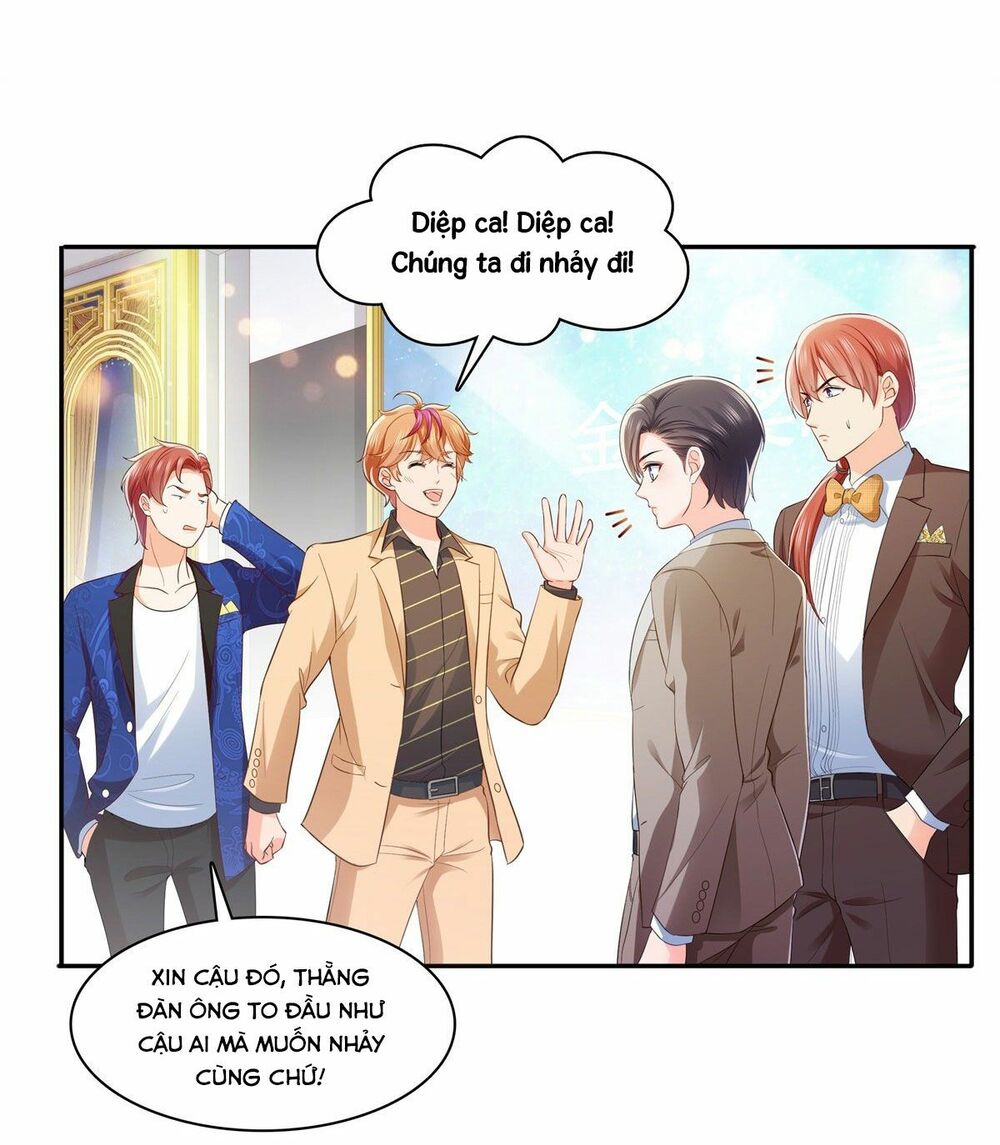 Diệp ca! Diệp ca!
Chúng ta đi nhảy đi!
金
XIN CẬU ĐÓ, THẰNG
ĐÀN ÔNG TO ĐẦU NHƯ
CẬU AI MÀ MUỐN NHẢY
CÙNG CHỨ!